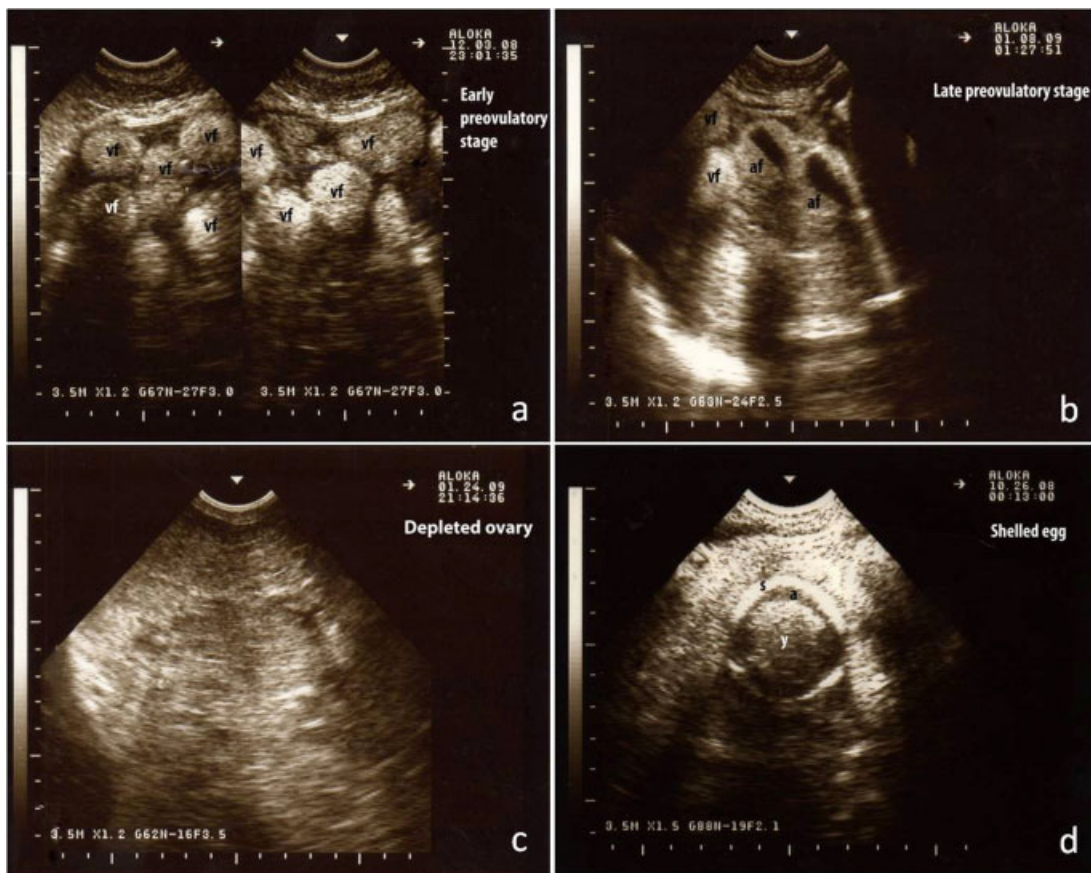 ALOKA
12.03.08
23:01:35
Early
preovulatory
stage
vf
vf
vf
vf
vf
vf
vf
vf
vf
3.5M X1.2 G67N-27F3.0
3.5M X1.2 G67N-27F3.0
a
ALOKA
01.08.09
01:27:51
Late preovulatory stage
vf
vf
af
af
3.5M X1.2 G63N-24F2.5
b
ALOKA
01.24.09
21:14:36
Depleted ovary
3.5M X1.2 G62N-16F3.5
c
ALOKA
10.26.08
00:13:00
Shelled egg
s
a
y
3.5M X1.5 G88N-19F2.1
d